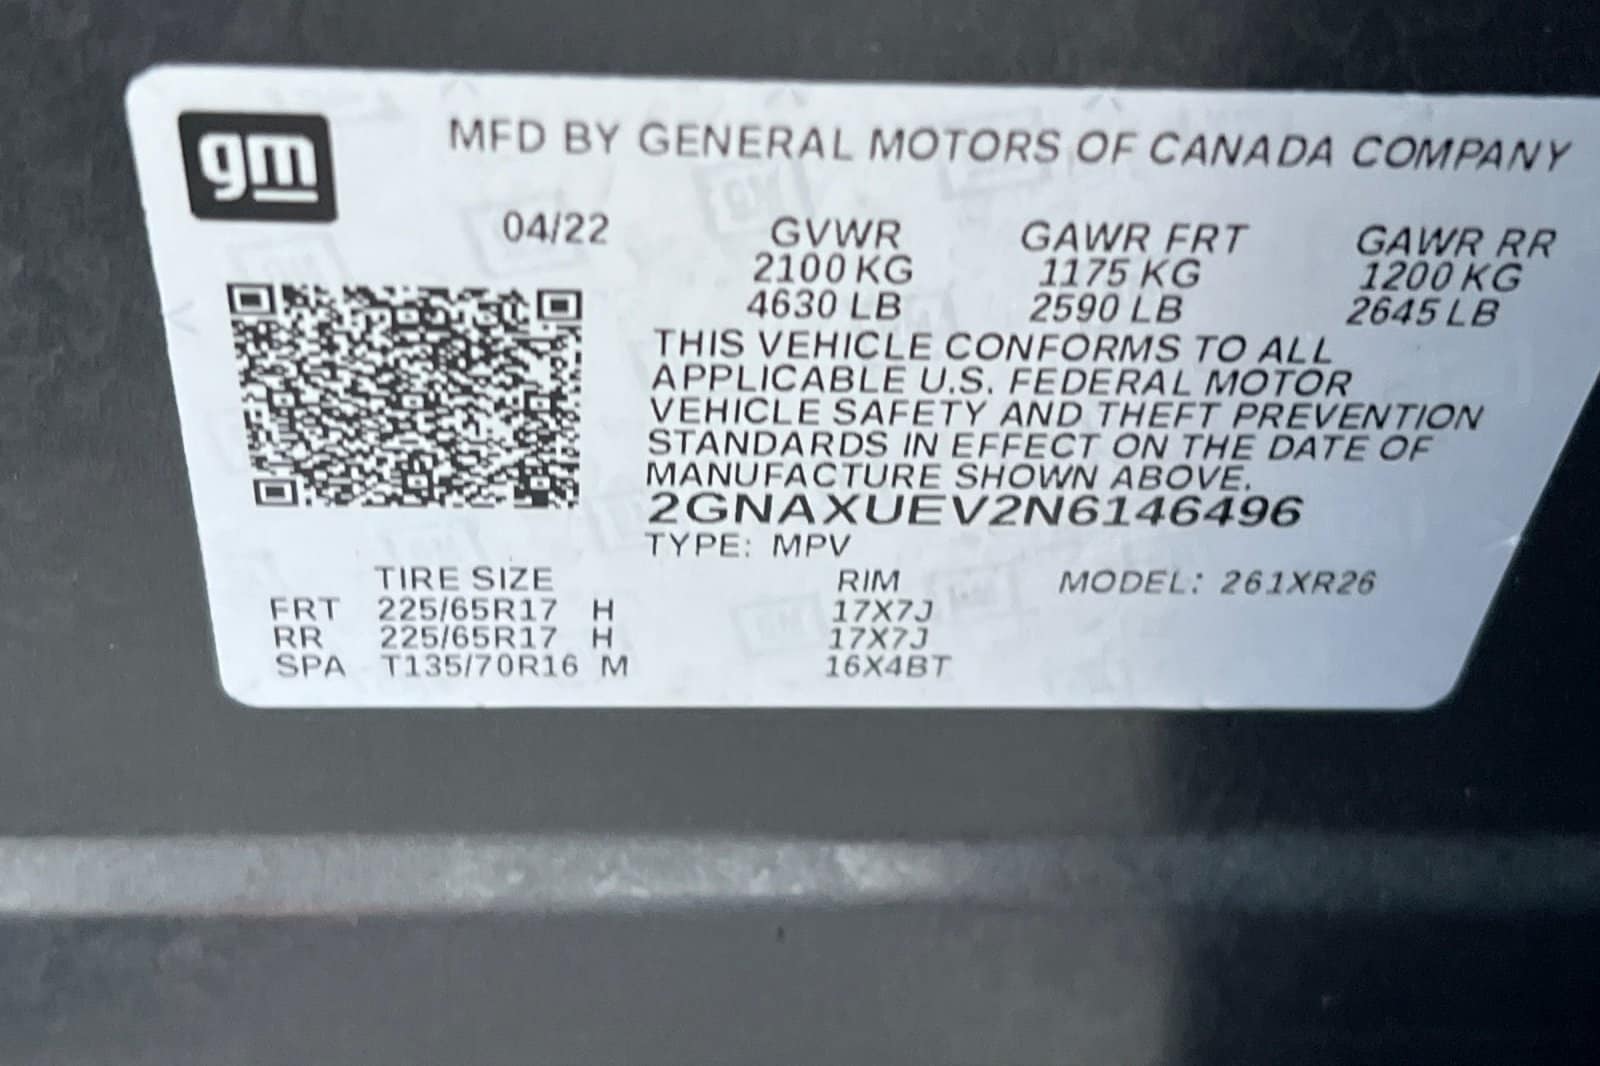 gm
MFD BY GENERAL MOTORS OF CANADA COMPANY
04/22 GVWR GAWR FRT GAWR RR
2100 KG 1175 KG 1200 KG
4630 LB 2590 LB 2645 LB
THIS VEHICLE CONFORMS TO ALL
APPLICABLE U.S. FEDERAL MOTOR
VEHICLE SAFETY AND THEFT PREVENTION
STANDARDS IN EFFECT ON THE DATE OF
MANUFACTURE SHOWN ABOVE.
2GNAXUEV2N6146496
TYPE: MPV
TIRE SIZE RIM MODEL: 261XR26
FRT 225/65R17 H 17X7J
RR 225/65R17 H 17X7J
SPA T135/70R16 M 16X4BT